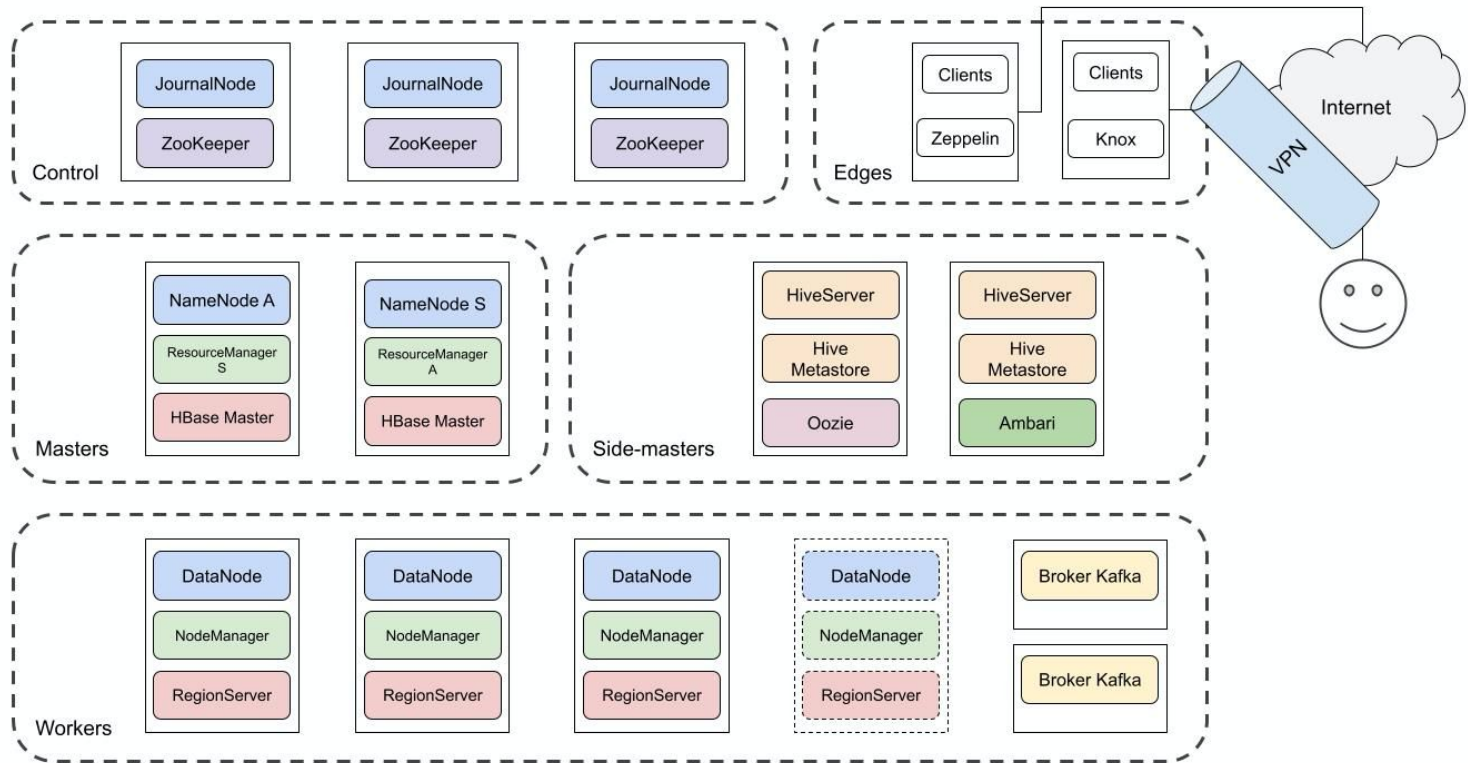 JournalNode
ZooKeeper
JournalNode
ZooKeeper
JournalNode
ZooKeeper
Control
Clients
Zeppelin
Clients
Knox
Edges
Internet
VPN
NameNode A
ResourceManager
S
HBase Master
NameNode S
ResourceManager
A
HBase Master
Masters
HiveServer
Hive
Metastore
Oozie
HiveServer
Hive
Metastore
Ambari
Side-masters
DataNode
NodeManager
RegionServer
DataNode
NodeManager
RegionServer
DataNode
NodeManager
RegionServer
DataNode
NodeManager
RegionServer
Broker Kafka
Broker Kafka
Workers